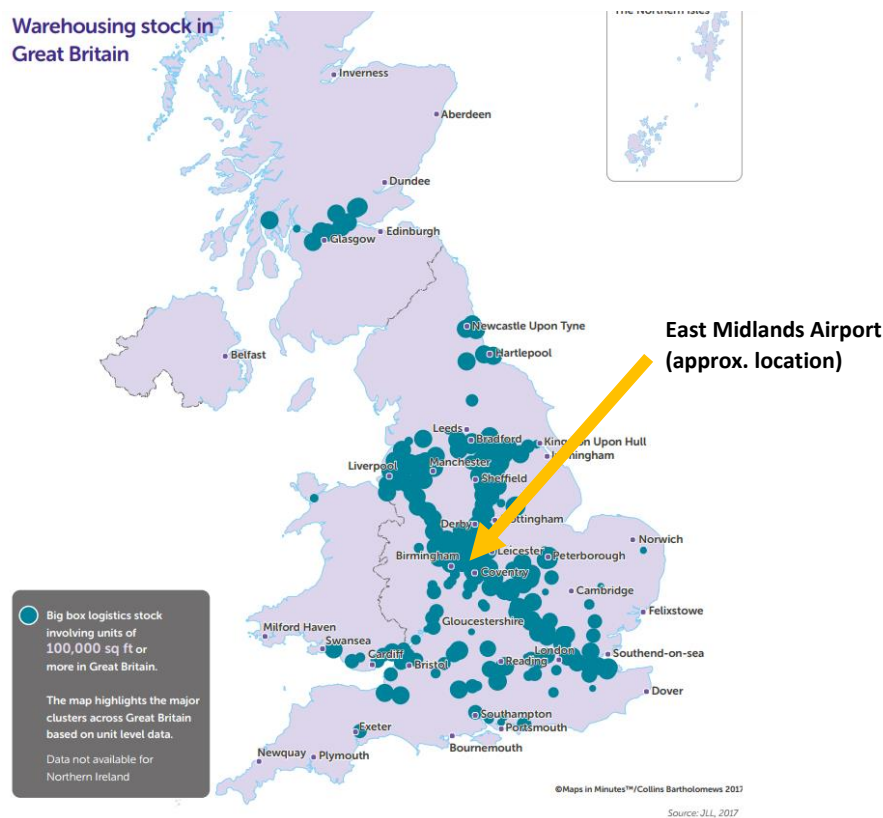 Warehousing stock in
Great Britain
The Northern Isles
Inverness
Aberdeen
Dundee
Edinburgh
Glasgow
Newcastle Upon Tyne
East Midlands Airport
(approx. location)
Belfast
Hartlepool
Leeds
Bradford
Kingston Upon Hull
Immingham
Liverpool
Manchester
Sheffield
Derby
Nottingham
Norwich
Birmingham
Leicester
Peterborough
Coventry
Cambridge
Felixstowe
Gloucestershire
Milford Haven
Swansea
Cardiff
Bristol
Reading
London
Southend-on-sea
Dover
Southampton
Portsmouth
Exeter
Bournemouth
Newquay
Plymouth
Big box logistics stock
involving units of
100,000 sq ft or
more in Great Britain.
The map highlights the major
clusters across Great Britain
based on unit level data.
Data not available for
Northern Ireland
©Maps in Minutes™/Collins Bartholomews 2017
Source: JLL, 2017